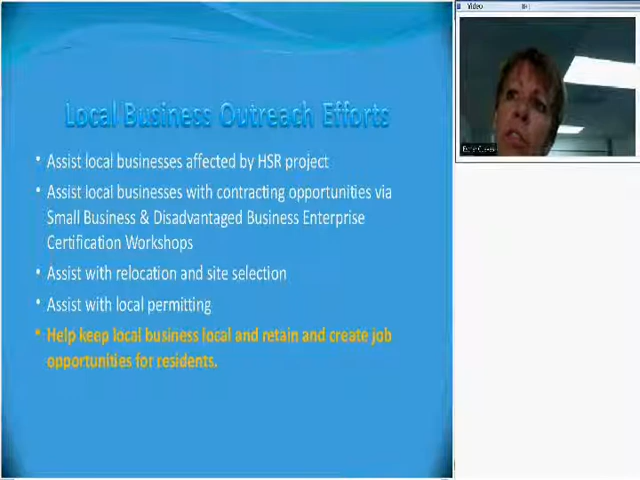 Video
Local Business Outreach Efforts
• Assist local businesses affected by HSR project
• Assist local businesses with contracting opportunities via
Small Business & Disadvantaged Business Enterprise
Certification Workshops
• Assist with relocation and site selection
• Assist with local permitting
• Help keep local business local and retain and create job
opportunities for residents.